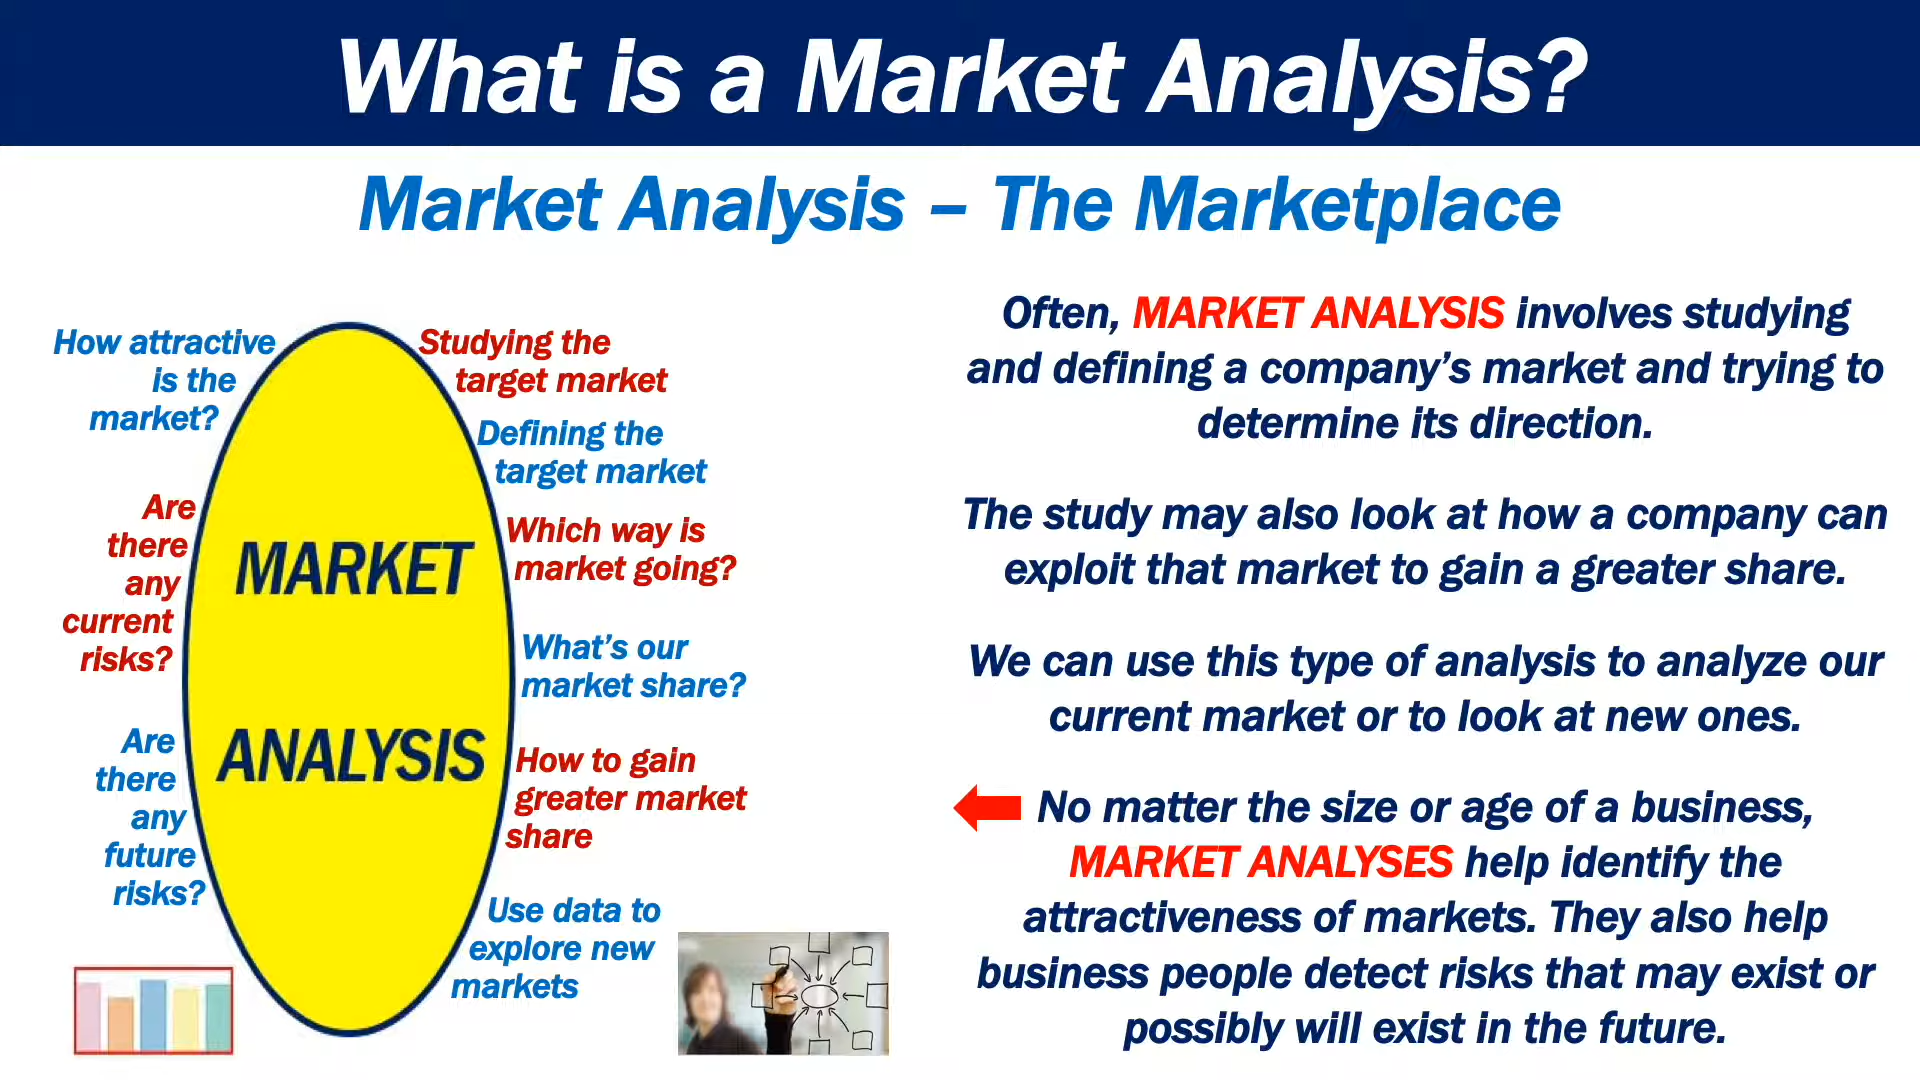 What is a Market Analysis?
Market Analysis – The Marketplace
How attractive
is the
market?
Are
there
any
current
risks?
Are
there
any
future
risks?
MARKET
ANALYSIS
Studying the
target market
Defining the
target market
Which way is
market going?
What’s our
market share?
How to gain
greater market
share
Use data to
explore new
markets
Often, MARKET ANALYSIS involves studying
and defining a company’s market and trying to
determine its direction.
The study may also look at how a company can
exploit that market to gain a greater share.
We can use this type of analysis to analyze our
current market or to look at new ones.
No matter the size or age of a business,
MARKET ANALYSES help identify the
attractiveness of markets. They also help
business people detect risks that may exist or
possibly will exist in the future.